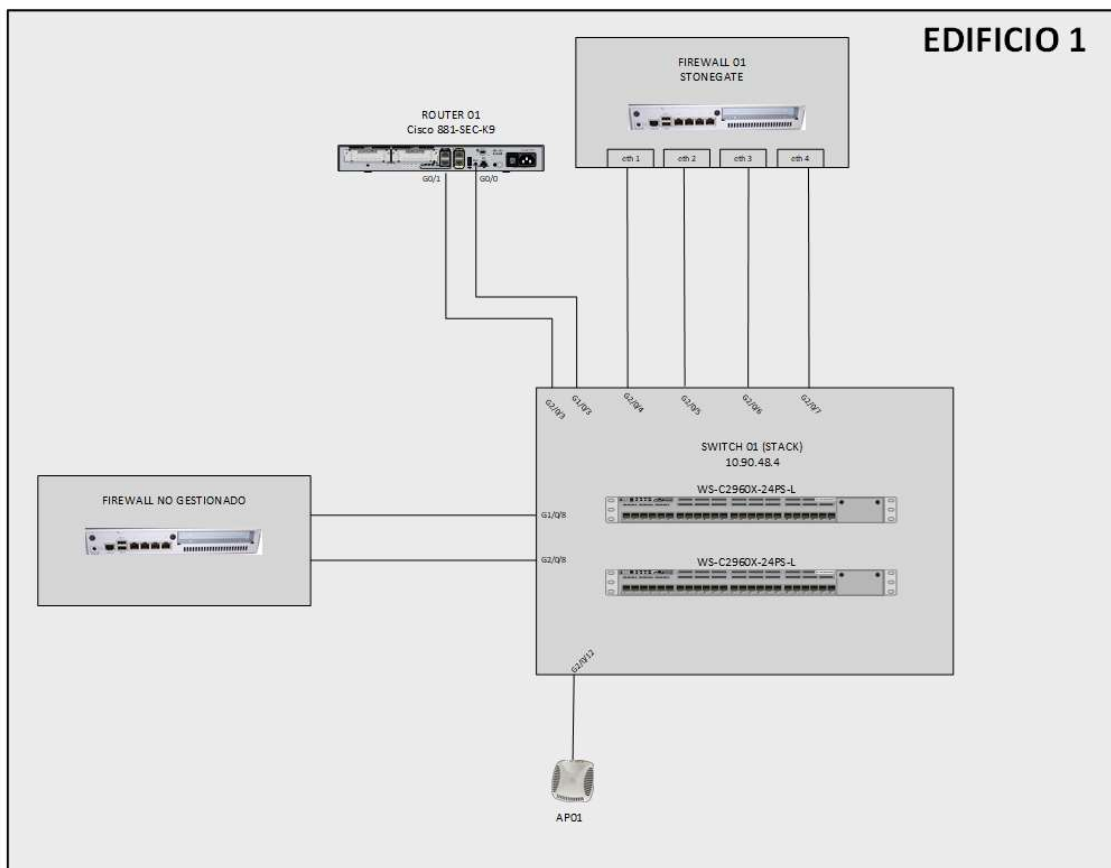 EDIFICIO 1
FIREWALL 01
STONEGATE
eth 1
eth 2
eth 3
eth 4
ROUTER 01
Cisco 881-SEC-K9
G0/1
G0/0
G2/0/3
G1/0/3
G2/0/4
G2/0/5
G2/0/6
G2/0/7
SWITCH 01 (STACK)
10.90.48.4
WS-C2960X-24PS-L
WS-C2960X-24PS-L
FIREWALL NO GESTIONADO
G1/0/8
G2/0/8
G2/0/12
AP01